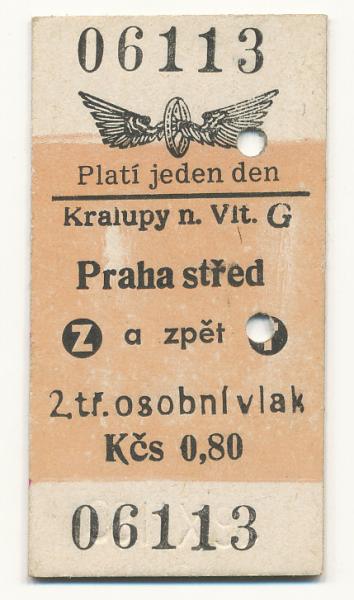 06113
Platí jeden den
Kralupy n. Vlt. G
Praha střed
Z a zpět
2.tř. osobní vlak
Kčs 0,80
06113